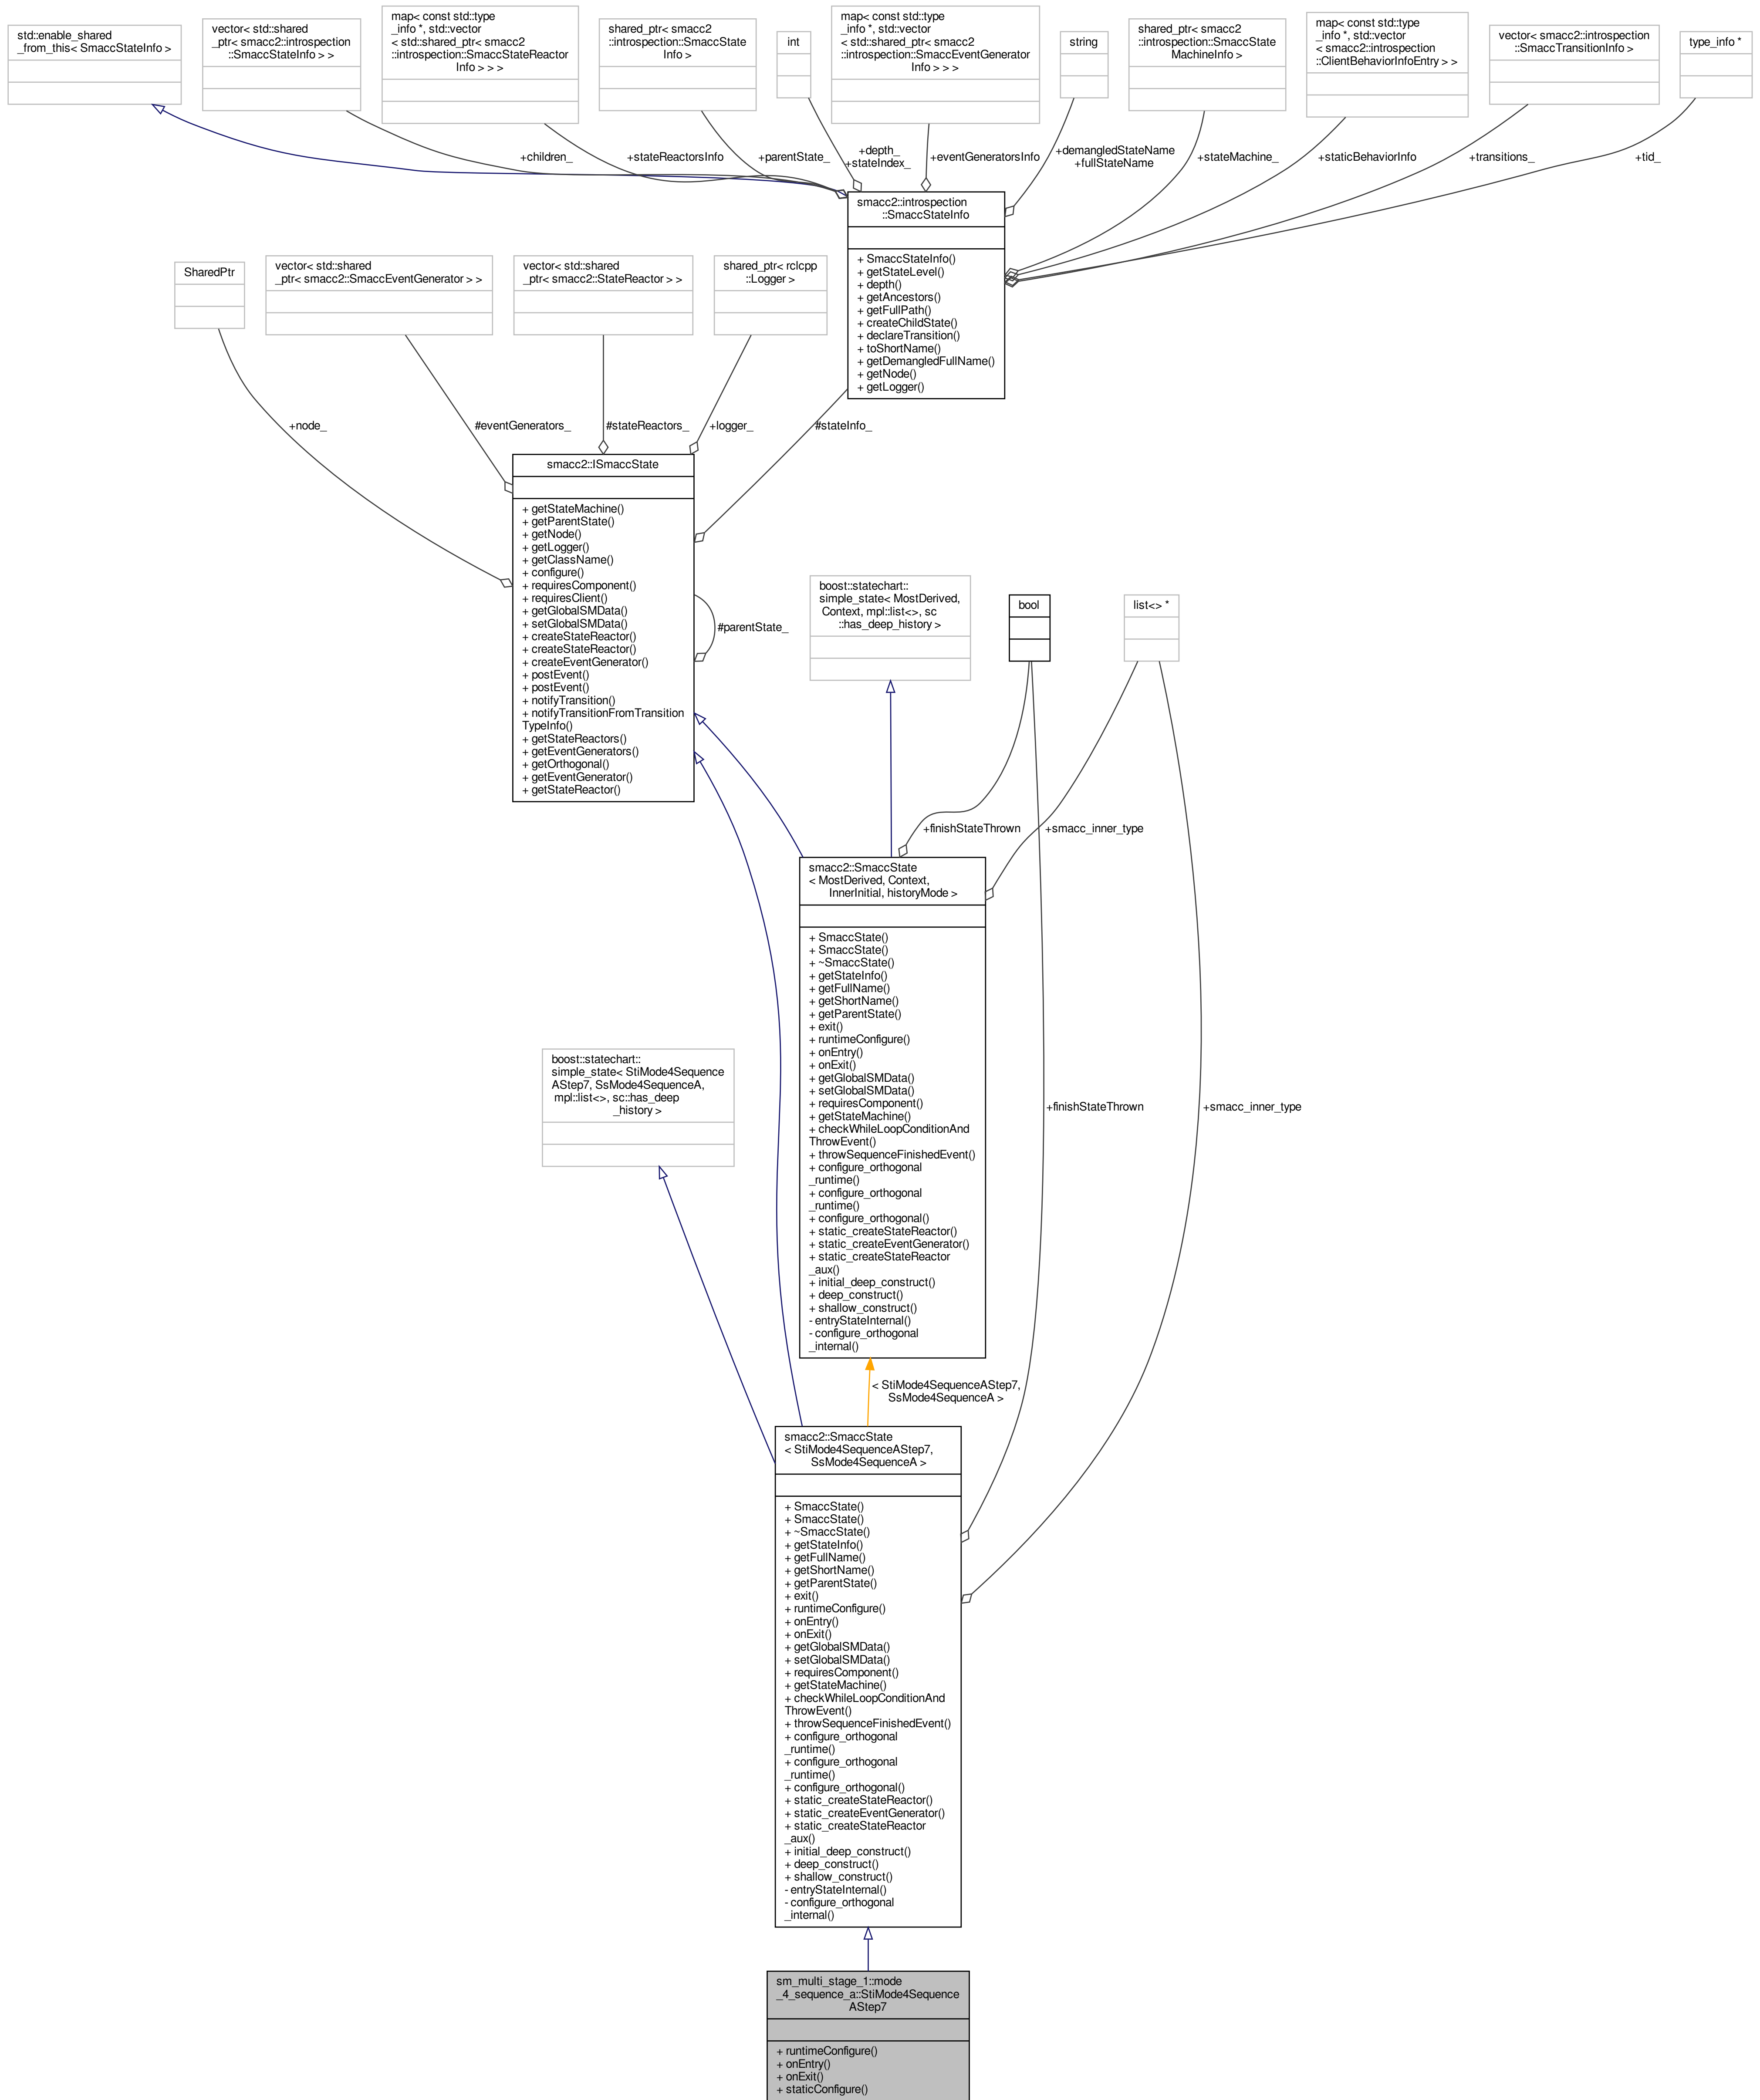 std::enable_shared
_from_this< SmaccStateInfo >
vector< std::shared
_ptr< smacc2::introspection
::SmaccStateInfo > >
map< const std::type
_info *, std::vector
< std::shared_ptr< smacc2
::introspection::SmaccStateReactor
Info > > >
shared_ptr< smacc2
::introspection::SmaccState
Info >
int
map< const std::type
_info *, std::vector
< std::shared_ptr< smacc2
::introspection::SmaccEventGenerator
Info > > >
string
shared_ptr< smacc2
::introspection::SmaccState
MachineInfo >
map< const std::type
_info *, std::vector
< smacc2::introspection
::ClientBehaviorInfoEntry > >
vector< smacc2::introspection
::SmaccTransitionInfo >
type_info *
+children_
+stateReactorsInfo
+parentState_
+depth_
+stateIndex_
+eventGeneratorsInfo
+demangledStateName
+fullStateName
+stateMachine_
+staticBehaviorInfo
+transitions_
+tid_
smacc2::introspection
::SmaccStateInfo
+ SmaccStateInfo()
+ getStateLevel()
+ depth()
+ getAncestors()
+ getFullPath()
+ createChildState()
+ declareTransition()
+ toShortName()
+ getDemangledFullName()
+ getNode()
+ getLogger()
SharedPtr
vector< std::shared
_ptr< smacc2::SmaccEventGenerator > >
vector< std::shared
_ptr< smacc2::StateReactor > >
shared_ptr< rclcpp
::Logger >
+node_
#eventGenerators_
#stateReactors_
+logger_
#stateInfo_
smacc2::ISmaccState
+ getStateMachine()
+ getParentState()
+ getNode()
+ getLogger()
+ getClassName()
+ configure()
+ requiresComponent()
+ requiresClient()
+ getGlobalSMData()
+ setGlobalSMData()
+ createStateReactor()
+ createStateReactor()
+ createEventGenerator()
+ postEvent()
+ postEvent()
+ notifyTransition()
+ notifyTransitionFromTransition
TypeInfo()
+ getStateReactors()
+ getEventGenerators()
+ getOrthogonal()
+ getEventGenerator()
+ getStateReactor()
#parentState_
boost::statechart::
simple_state< MostDerived,
Context, mpl::list<>, sc
::has_deep_history >
bool
list<> *
+finishStateThrown
+smacc_inner_type
smacc2::SmaccState
< MostDerived, Context,
InnerInitial, historyMode >
+ SmaccState()
+ SmaccState()
+ ~SmaccState()
+ getStateInfo()
+ getFullName()
+ getShortName()
+ getParentState()
+ exit()
+ runtimeConfigure()
+ onEntry()
+ onExit()
+ getGlobalSMData()
+ setGlobalSMData()
+ requiresComponent()
+ getStateMachine()
+ checkWhileLoopConditionAnd
ThrowEvent()
+ throwSequenceFinishedEvent()
+ configure_orthogonal
_runtime()
+ configure_orthogonal
_runtime()
+ configure_orthogonal()
+ static_createStateReactor()
+ static_createEventGenerator()
+ static_createStateReactor
_aux()
+ initial_deep_construct()
+ deep_construct()
+ shallow_construct()
- entryStateInternal()
- configure_orthogonal
_internal()
boost::statechart::
simple_state< StiMode4Sequence
AStep7, SsMode4SequenceA,
mpl::list<>, sc::has_deep
_history >
+finishStateThrown
+smacc_inner_type
< StiMode4SequenceAStep7,
SsMode4SequenceA >
smacc2::SmaccState
< StiMode4SequenceAStep7,
SsMode4SequenceA >
+ SmaccState()
+ SmaccState()
+ ~SmaccState()
+ getStateInfo()
+ getFullName()
+ getShortName()
+ getParentState()
+ exit()
+ runtimeConfigure()
+ onEntry()
+ onExit()
+ getGlobalSMData()
+ setGlobalSMData()
+ requiresComponent()
+ getStateMachine()
+ checkWhileLoopConditionAnd
ThrowEvent()
+ throwSequenceFinishedEvent()
+ configure_orthogonal
_runtime()
+ configure_orthogonal
_runtime()
+ configure_orthogonal()
+ static_createStateReactor()
+ static_createEventGenerator()
+ static_createStateReactor
_aux()
+ initial_deep_construct()
+ deep_construct()
+ shallow_construct()
- entryStateInternal()
- configure_orthogonal
_internal()
sm_multi_stage_1::mode
_4_sequence_a::StiMode4Sequence
AStep7
+ runtimeConfigure()
+ onEntry()
+ onExit()
+ staticConfigure()